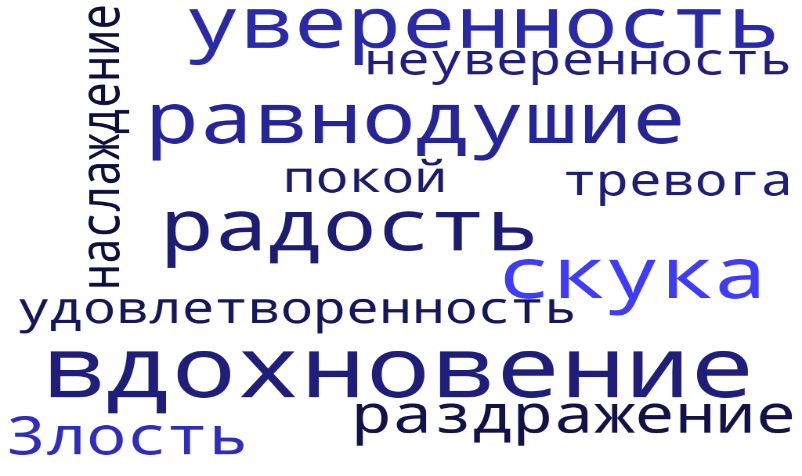 уверенность
неуверенность
наслаждение
равнодушие
покой
тревога
радость
скука
удовлетворенность
вдохновение
раздражение
Злость